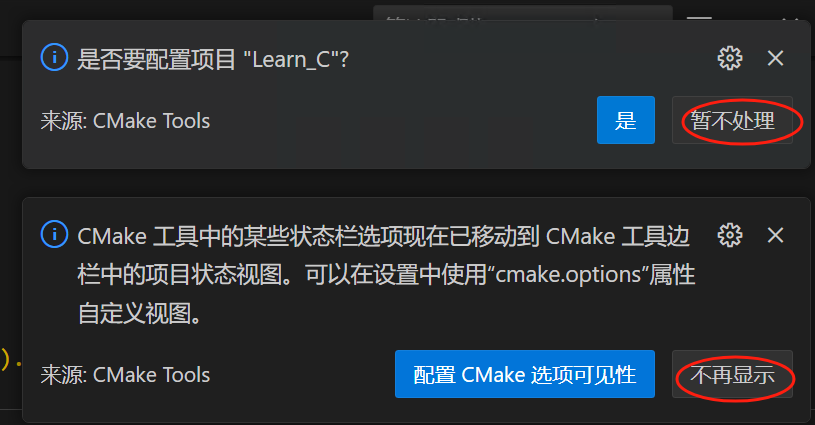 是否要配置项目 "Learn_C"?
来源: CMake Tools
是
暂不处理
CMake 工具中的某些状态栏选项现在已移动到 CMake 工具边
栏中的项目状态视图。可以在设置中使用“cmake.options”属性
自定义视图。
).
来源: CMake Tools
配置 CMake 选项可见性
不再显示